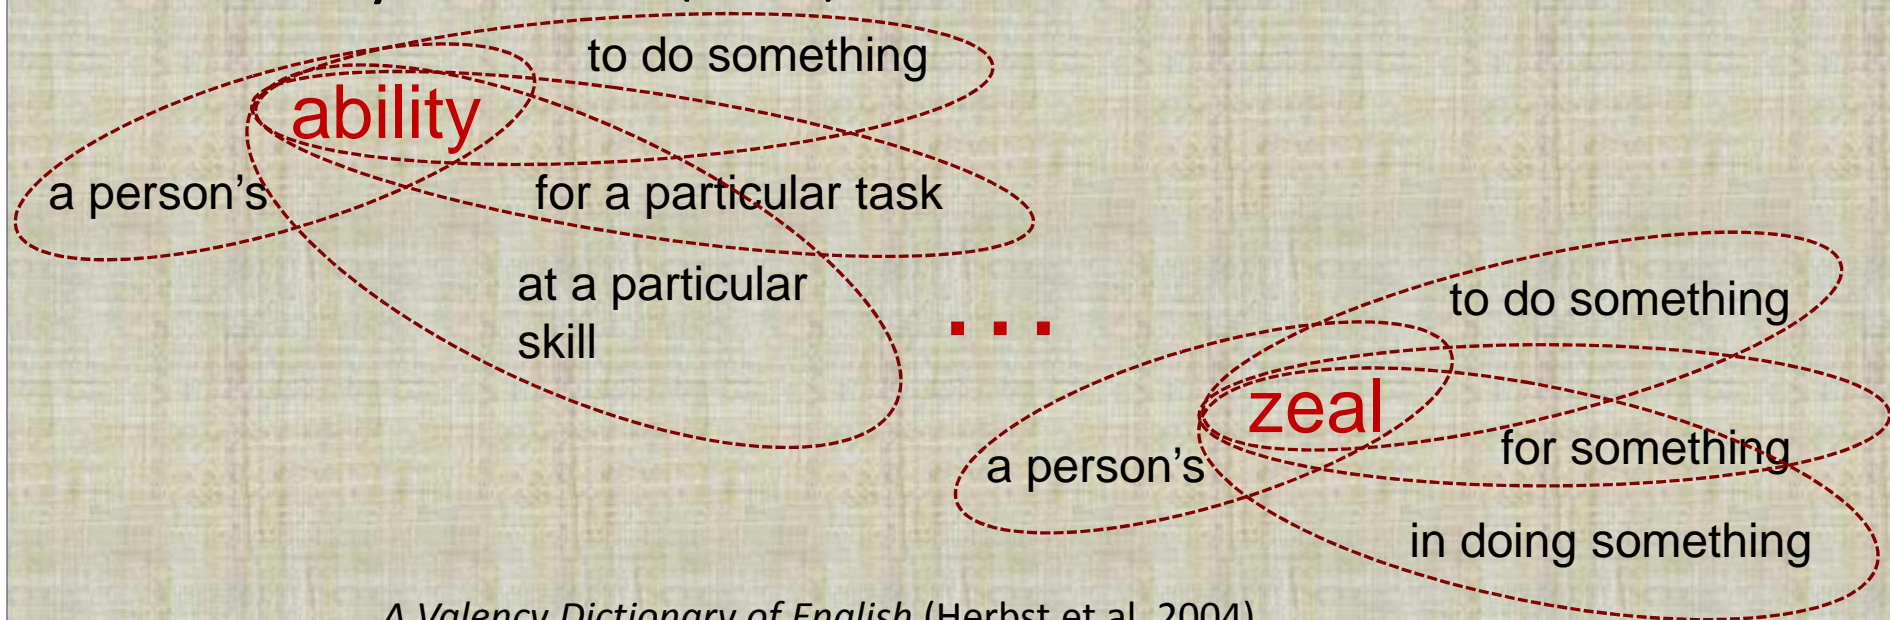 to do something
ability
a person's
for a particular task
at a particular
skill
...
to do something
zeal
for something
a person's
in doing something
A Valency Dictionary of English (Herbst et al. 2004)